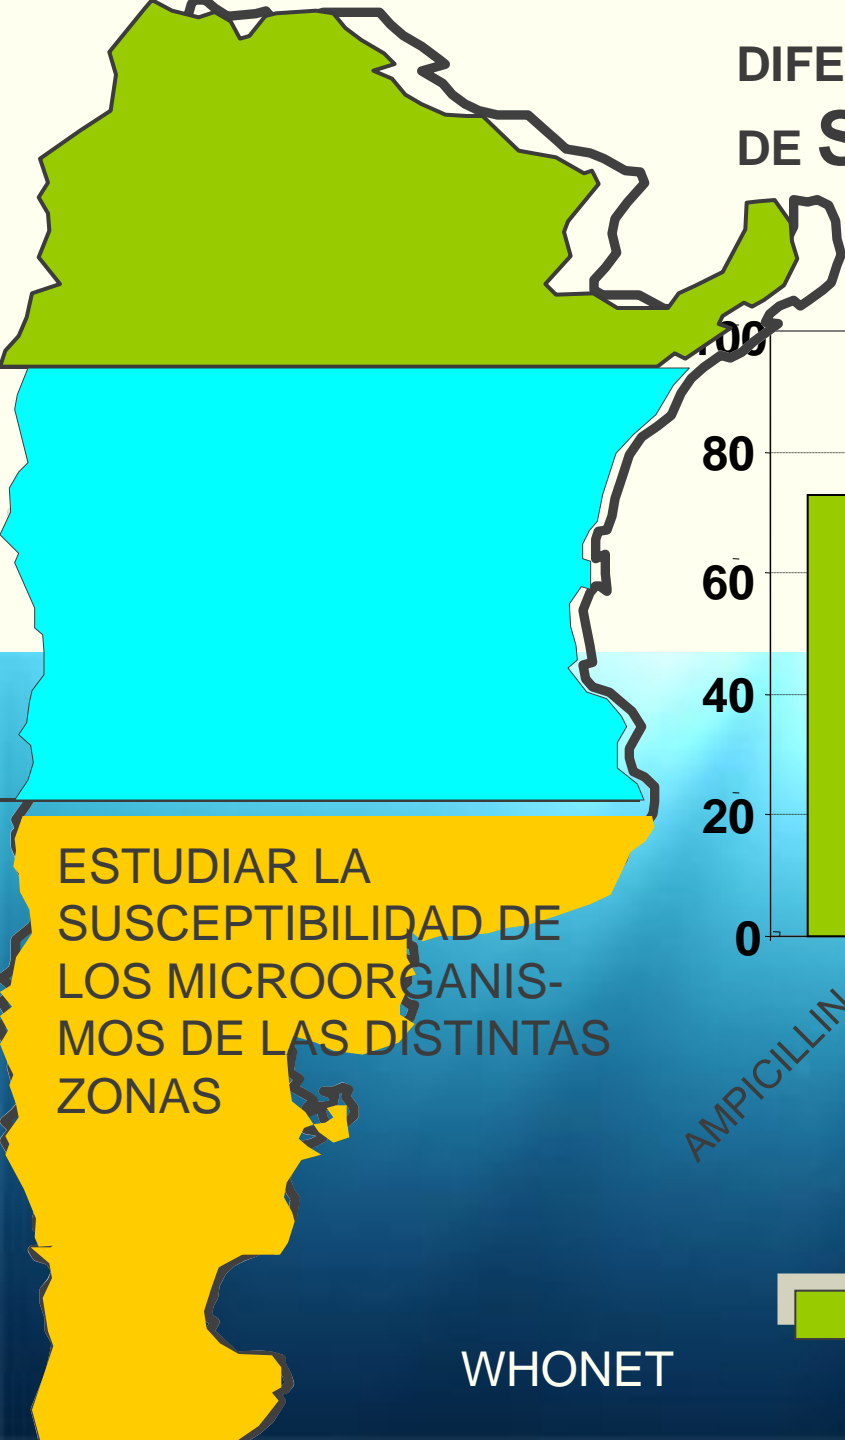 DIFE
DE S
00
80
60
40
20
0
ESTUDIAR LA
SUSCEPTIBILIDAD DE
LOS MICROORGANIS-
MOS DE LAS DISTINTAS
ZONAS
AMPICILLIN
WHONET